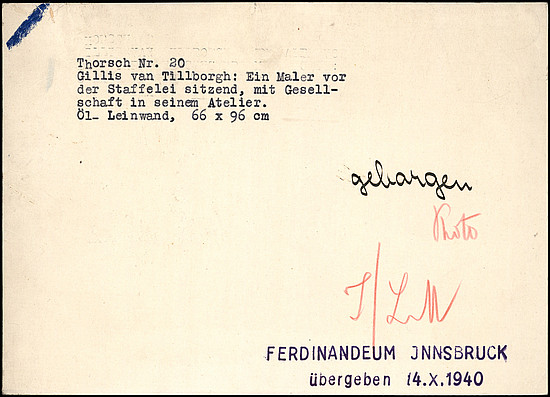 Thorsch Nr. 20
Gillis van Tillborgh: Ein Maler vor
der Staffelei sitzend, mit Gesell-
schaft in seinem Atelier.
Öl- Leinwand, 66 x 96 cm
geborgen
Photo
FERDINANDEUM JNNSBRUCK
übergeben 14.X.1940